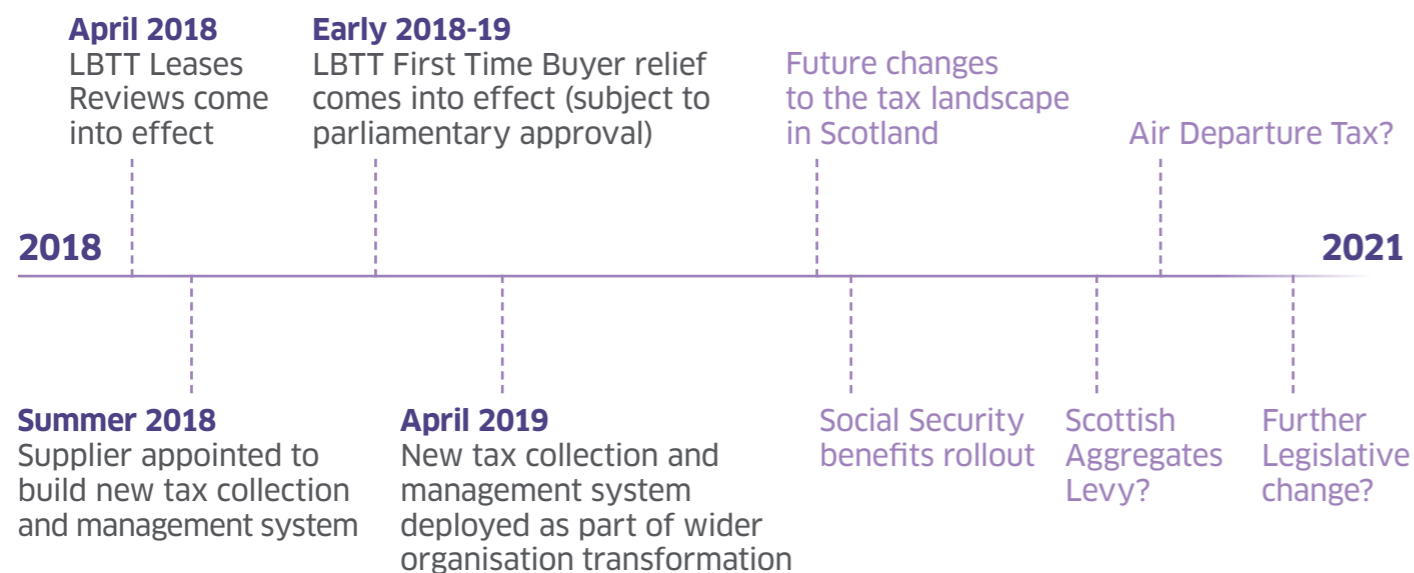 April 2018
LBTT Leases
Reviews come
into effect
Early 2018-19
LBTT First Time Buyer relief
comes into effect (subject to
parliamentary approval)
Future changes
to the tax landscape
in Scotland
Air Departure Tax?
2018
2021
Summer 2018
Supplier appointed to
build new tax collection
and management system
April 2019
New tax collection and
management system
deployed as part of wider
organisation transformation
Social Security
benefits rollout
Scottish
Aggregates
Levy?
Further
Legislative
change?